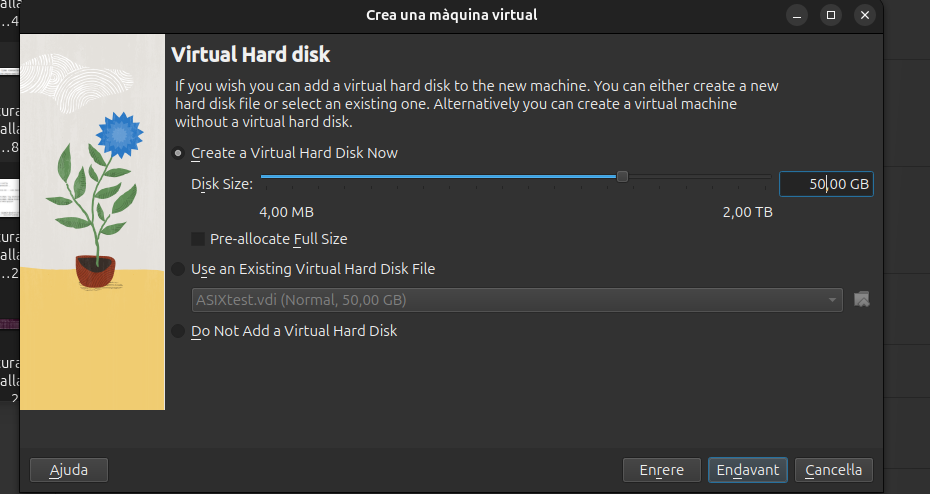 Crea una màquina virtual
Virtual Hard disk
If you wish you can add a virtual hard disk to the new machine. You can either create a new
hard disk file or select an existing one. Alternatively you can create a virtual machine
without a virtual hard disk.
Create a Virtual Hard Disk Now
Disk Size:
50,00 GB
4,00 MB
2,00 TB
Pre-allocate Full Size
Use an Existing Virtual Hard Disk File
ASIXtest.vdi (Normal, 50,00 GB)
Do Not Add a Virtual Hard Disk
Ajuda
Enrere
Endavant
Cancel·la